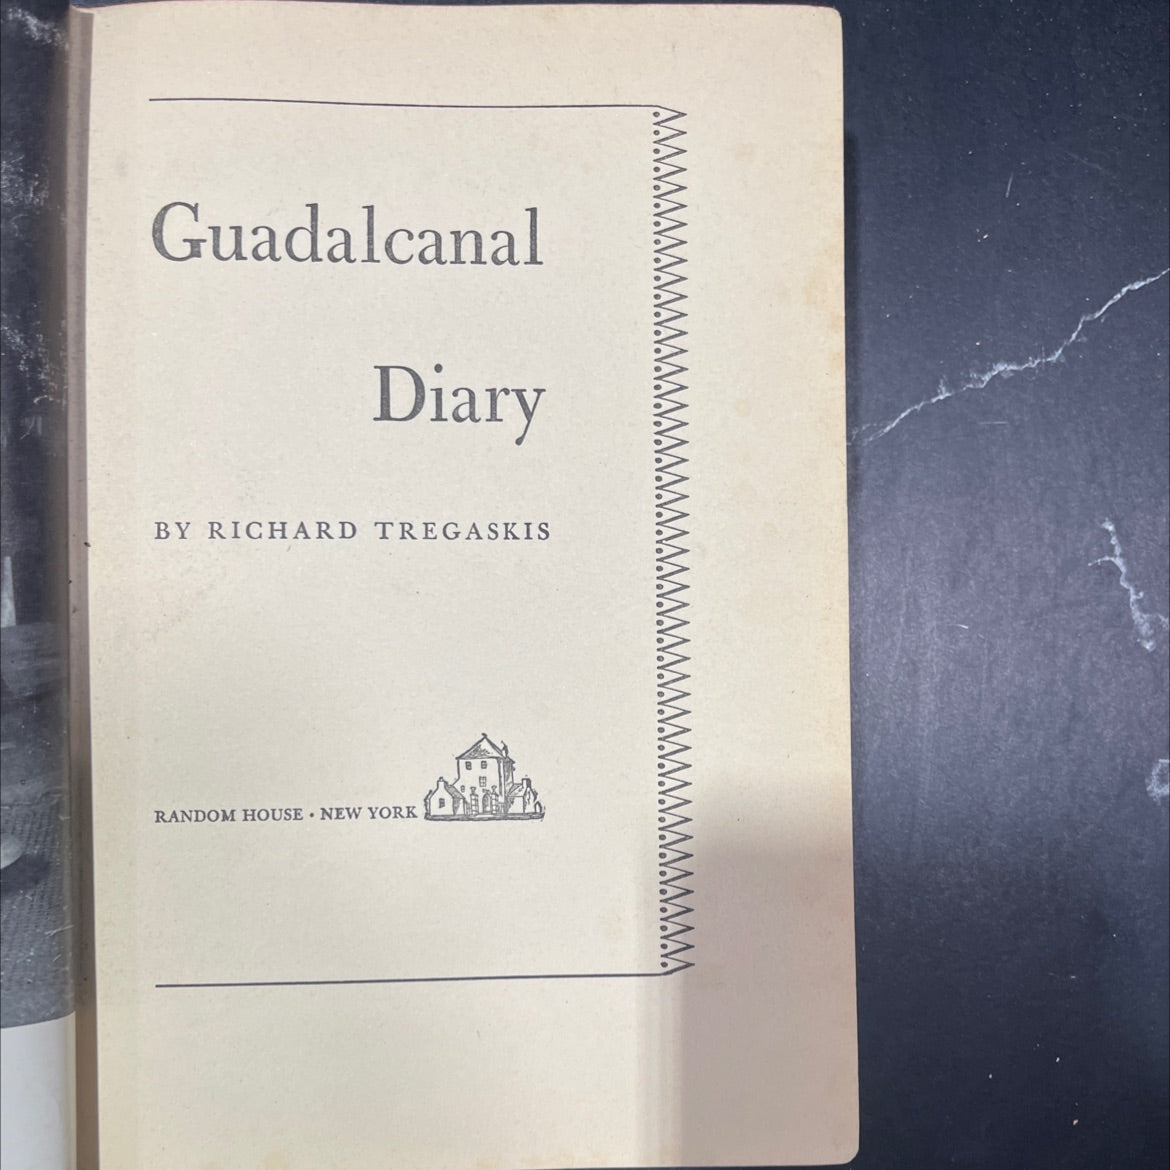 Guadalcanal
Diary
BY RICHARD TREGASKIS
RANDOM HOUSE · NEW YORK